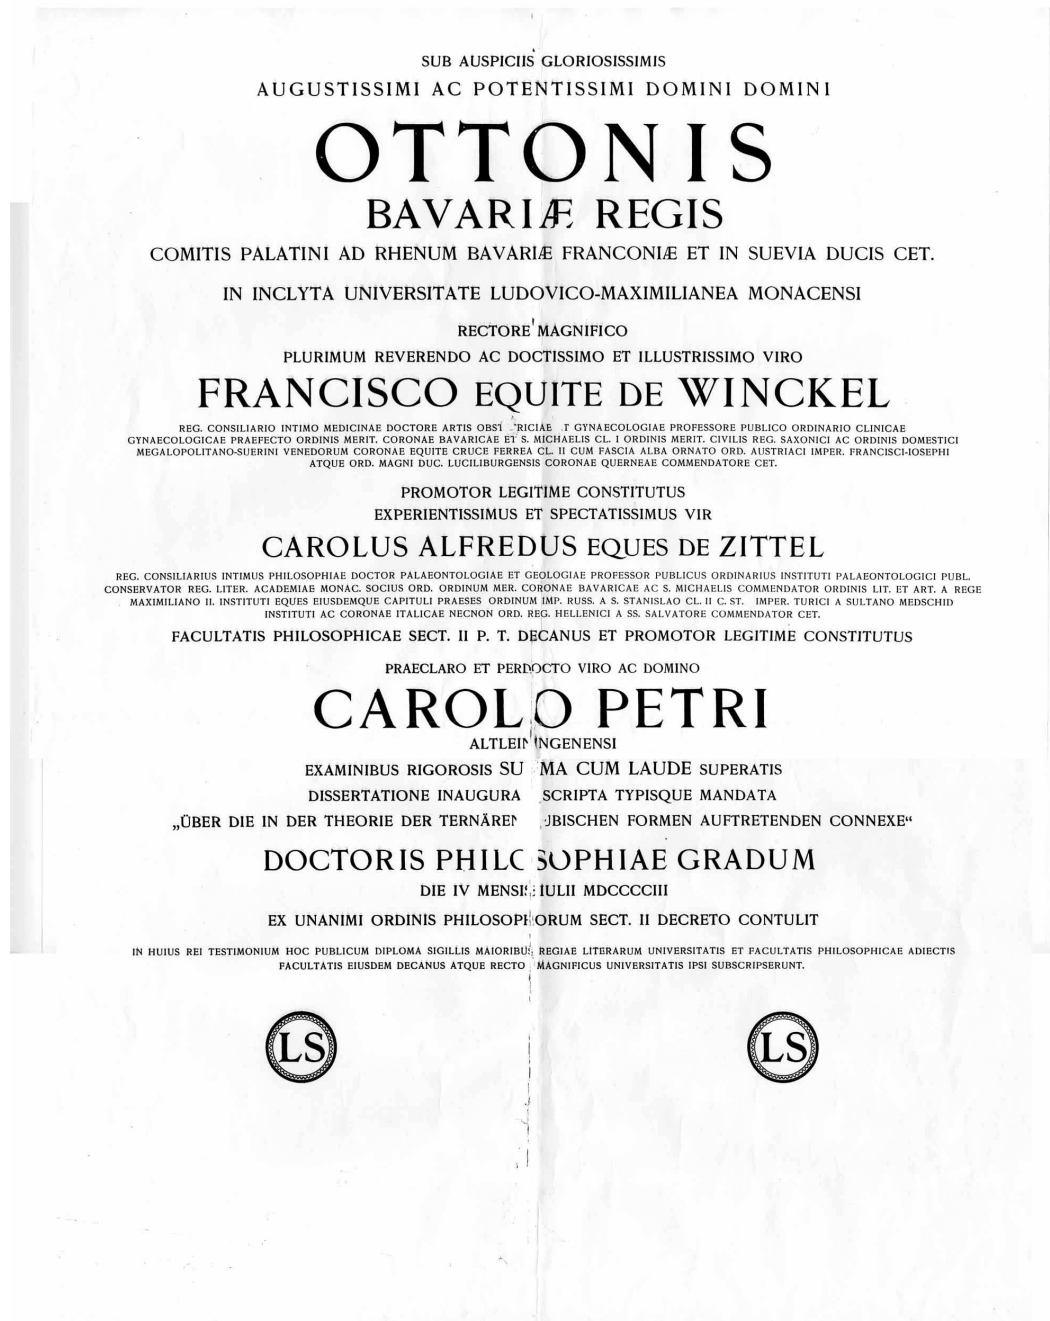 SUB AUSPICIIS GLORIOSISSIMIS
AUGUSTISSIMI AC POTENTISSIMI DOMINI DOMINI
OTTONIS
BAVARIÆ REGIS
COMITIS PALATINI AD RHENUM BAVARIÆ FRANCONIÆ ET IN SUEVIA DUCIS CET.
IN INCLYTA UNIVERSITATE LUDOVICO-MAXIMILIANEA MONACENSI
RECTORE MAGNIFICO
PLURIMUM REVERENDO AC DOCTISSIMO ET ILLUSTRISSIMO VIRO
FRANCISCO EQUITE DE WINCKEL
REG. CONSILIARIO INTIMO MEDICINAE DOCTORE ARTIS GYNAECOLOGIAE PROFESSORE PUBLICO ORDINARIO CLINICAE
GYNAECOLOGICAE PRAEFECTO ORDINIS MERIT. CORONAE BAVARICAE ET S. MICHAELIS CL. I ORDINIS MERIT. CIVILIS REG. SAXONICI AC ORDINIS DOMESTICI
MEGALOPOLITANO-SUERINI VENEDORUM CORONAE EQUITE CRUCE FERREA CL. II CUM FASCIA ALBA ORNATO ORD. AUSTRIACI IMPER. FRANCISCI-IOSEPHI
ATQUE ORD. MAGNI DUC. LUCILIBURGENSIS CORONAE QUERNEAE COMMENDATORE CET.
PROMOTOR LEGITIME CONSTITUTUS
EXPERIENTISSIMUS ET SPECTATISSIMUS VIR
CAROLUS ALFREDUS EQUES DE ZITTEL
REG. CONSILIARIUS INTIMUS PHILOSOPHIAE DOCTOR PALAEONTOLOGIAE ET GEOLOGIAE PROFESSOR PUBLICUS ORDINARIUS INSTITUTI PALAEONTOLOGICI PUBL.
CONSERVATOR REG. LITER. ACADEMIAE MONAC. SOCIUS ORD. ORDINUM MER. CORONAE BAVARICAE AC S. MICHAELIS COMMENDATOR ORDINIS LIT. ET ART. A REGE
MAXIMILIANO II. INSTITUTI EQUES EIUSDEMQUE CAPITULI PRAESES ORDINUM IMP. RUSS. A S. STANISLAO CL. II C. ST. IMPER. TURICI A SULTANO MEDSCHID
INSTITUTI AC CORONAE ITALICAE NECNON ORD. REG. HELLENICI A SS. SALVATORE COMMENDATOR CET.
FACULTATIS PHILOSOPHICAE SECT. II P. T. DECANUS ET PROMOTOR LEGITIME CONSTITUTUS
PRAECLARO ET PERDOCTO VIRO AC DOMINO
CAROLO PETRI
ALTLEININGENENSI
EXAMINIBUS RIGOROSIS SUMMA CUM LAUDE SUPERATIS
DISSERTATIONE INAUGURALI SCRIPTA TYPISQUE MANDATA
„ÜBER DIE IN DER THEORIE DER TERNÄREN CUBISCHEN FORMEN AUFTRETENDEN CONNEXE“
DOCTORIS PHILOSOPHIAE GRADUM
DIE IV MENSIS IULII MDCCCCIII
EX UNANIMI ORDINIS PHILOSOPHORUM SECT. II DECRETO CONTULIT
IN HUIUS REI TESTIMONIUM HOC PUBLICUM DIPLOMA SIGILLIS MAIORIBUS REGIAE LITERARUM UNIVERSITATIS ET FACULTATIS PHILOSOPHICAE ADIECTIS
FACULTATIS EIUSDEM DECANUS ATQUE RECTOR MAGNIFICUS UNIVERSITATIS IPSI SUBSCRIPSERUNT.
LS LS